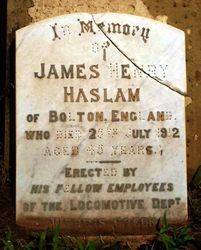 In Memory
of
James Henry
Haslam
of Bolton, England.
who died July 1912
aged years,
Erected by
his fellow employees
of the Locomotive Dept.